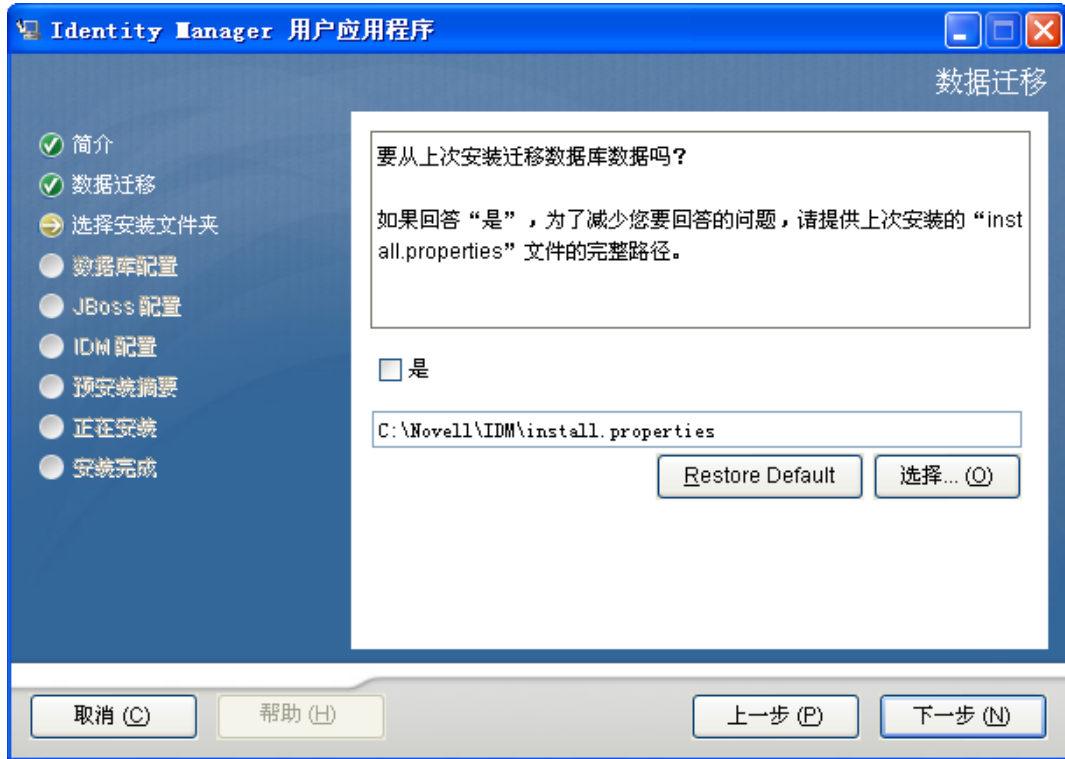 Identity Manager 用户应用程序
数据迁移
简介
数据迁移
选择安装文件夹
数据库配置
JBoss 配置
IDM 配置
预安装摘要
正在安装
安装完成
要从上次安装迁移数据库数据吗？
如果回答“是”，为了减少您要回答的问题，请提供上次安装的“inst
all.properties”文件的完整路径。
是
C:\Novell\IDM\install.properties
Restore Default
选择... (O)
取消 (C)
帮助 (H)
上一步 (P)
下一步 (N)